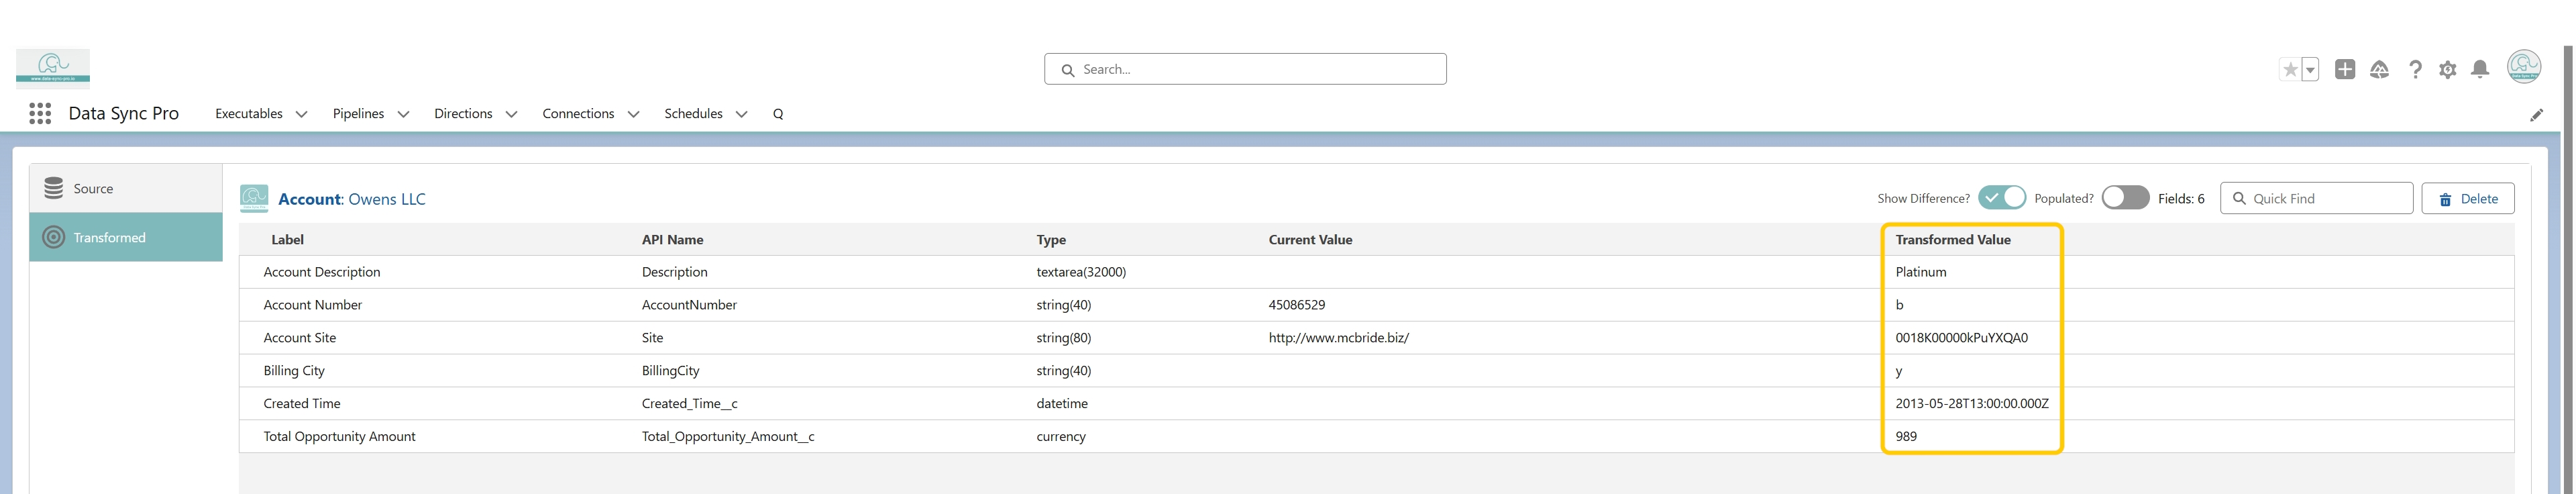 www.data-sync-pro.io
Search...
Data Sync Pro
Executables
Pipelines
Directions
Connections
Schedules
Q
Source
Transformed
Account: Owens LLC
Show Difference?
Populated?
Fields: 6
Quick Find
Delete
Label API Name Type Current Value Transformed Value
Account Description Description textarea(32000) Platinum
Account Number AccountNumber string(40) 45086529 b
Account Site Site string(80) http://www.mcbride.biz/ 0018K00000kPuYXQA0
Billing City BillingCity string(40) y
Created Time Created_Time__c datetime 2013-05-28T13:00:00.000Z
Total Opportunity Amount Total_Opportunity_Amount__c currency 989